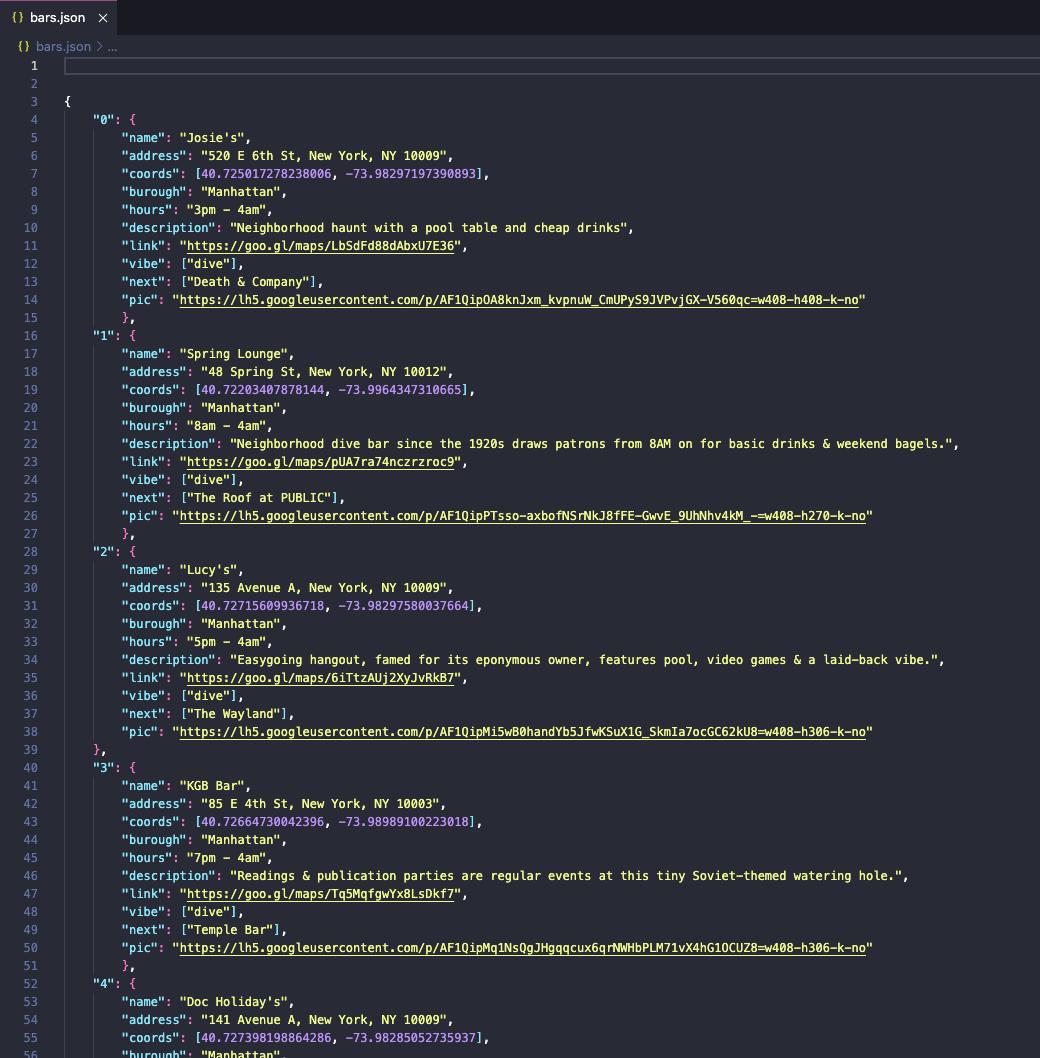 {} bars.json ×
{} bars.json > ...
1
2
3 {
4 "0": {
5 "name": "Josie's",
6 "address": "520 E 6th St, New York, NY 10009",
7 "coords": [40.725017278238006, -73.98297197390893],
8 "burough": "Manhattan",
9 "hours": "3pm - 4am",
10 "description": "Neighborhood haunt with a pool table and cheap drinks",
11 "link": "https://goo.gl/maps/LbSdFd88dAbxU7E36",
12 "vibe": ["dive"],
13 "next": ["Death & Company"],
14 "pic": "https://lh5.googleusercontent.com/p/AF1QipOA8knJxm_kvpnuW_CmUPyS9JVPvjGX-V560qc=w408-h408-k-no"
15 },
16 "1": {
17 "name": "Spring Lounge",
18 "address": "48 Spring St, New York, NY 10012",
19 "coords": [40.72203407878144, -73.9964347310665],
20 "burough": "Manhattan",
21 "hours": "8am - 4am",
22 "description": "Neighborhood dive bar since the 1920s draws patrons from 8AM on for basic drinks & weekend bagels.",
23 "link": "https://goo.gl/maps/pUA7ra74nczrzroc9",
24 "vibe": ["dive"],
25 "next": ["The Roof at PUBLIC"],
26 "pic": "https://lh5.googleusercontent.com/p/AF1QipPTsso-axbofNSrNkJ8fFE-GwvE_9UhNhv4kM_-=w408-h270-k-no"
27 },
28 "2": {
29 "name": "Lucy's",
30 "address": "135 Avenue A, New York, NY 10009",
31 "coords": [40.72715609936718, -73.98297580037664],
32 "burough": "Manhattan",
33 "hours": "5pm - 4am",
34 "description": "Easygoing hangout, famed for its eponymous owner, features pool, video games & a laid-back vibe.",
35 "link": "https://goo.gl/maps/6iTtzAUj2XyJvRkB7",
36 "vibe": ["dive"],
37 "next": ["The Wayland"],
38 "pic": "https://lh5.googleusercontent.com/p/AF1QipMi5wB0handYb5JfwKSuX1G_SkmIa7ocGC62kU8=w408-h306-k-no"
39 },
40 "3": {
41 "name": "KGB Bar",
42 "address": "85 E 4th St, New York, NY 10003",
43 "coords": [40.72664730042396, -73.98989100223018],
44 "burough": "Manhattan",
45 "hours": "7pm - 4am",
46 "description": "Readings & publication parties are regular events at this tiny Soviet-themed watering hole.",
47 "link": "https://goo.gl/maps/Tq5MqfgwYx8LsDkf7",
48 "vibe": ["dive"],
49 "next": ["Temple Bar"],
50 "pic": "https://lh5.googleusercontent.com/p/AF1QipMq1NsQgJHgqqcux6qrNWHbPLM71vX4hG1OCUZ8=w408-h306-k-no"
51 },
52 "4": {
53 "name": "Doc Holiday's",
54 "address": "141 Avenue A, New York, NY 10009",
55 "coords": [40.727398198864286, -73.98285052735937],
56 "burough": "Manhattan",